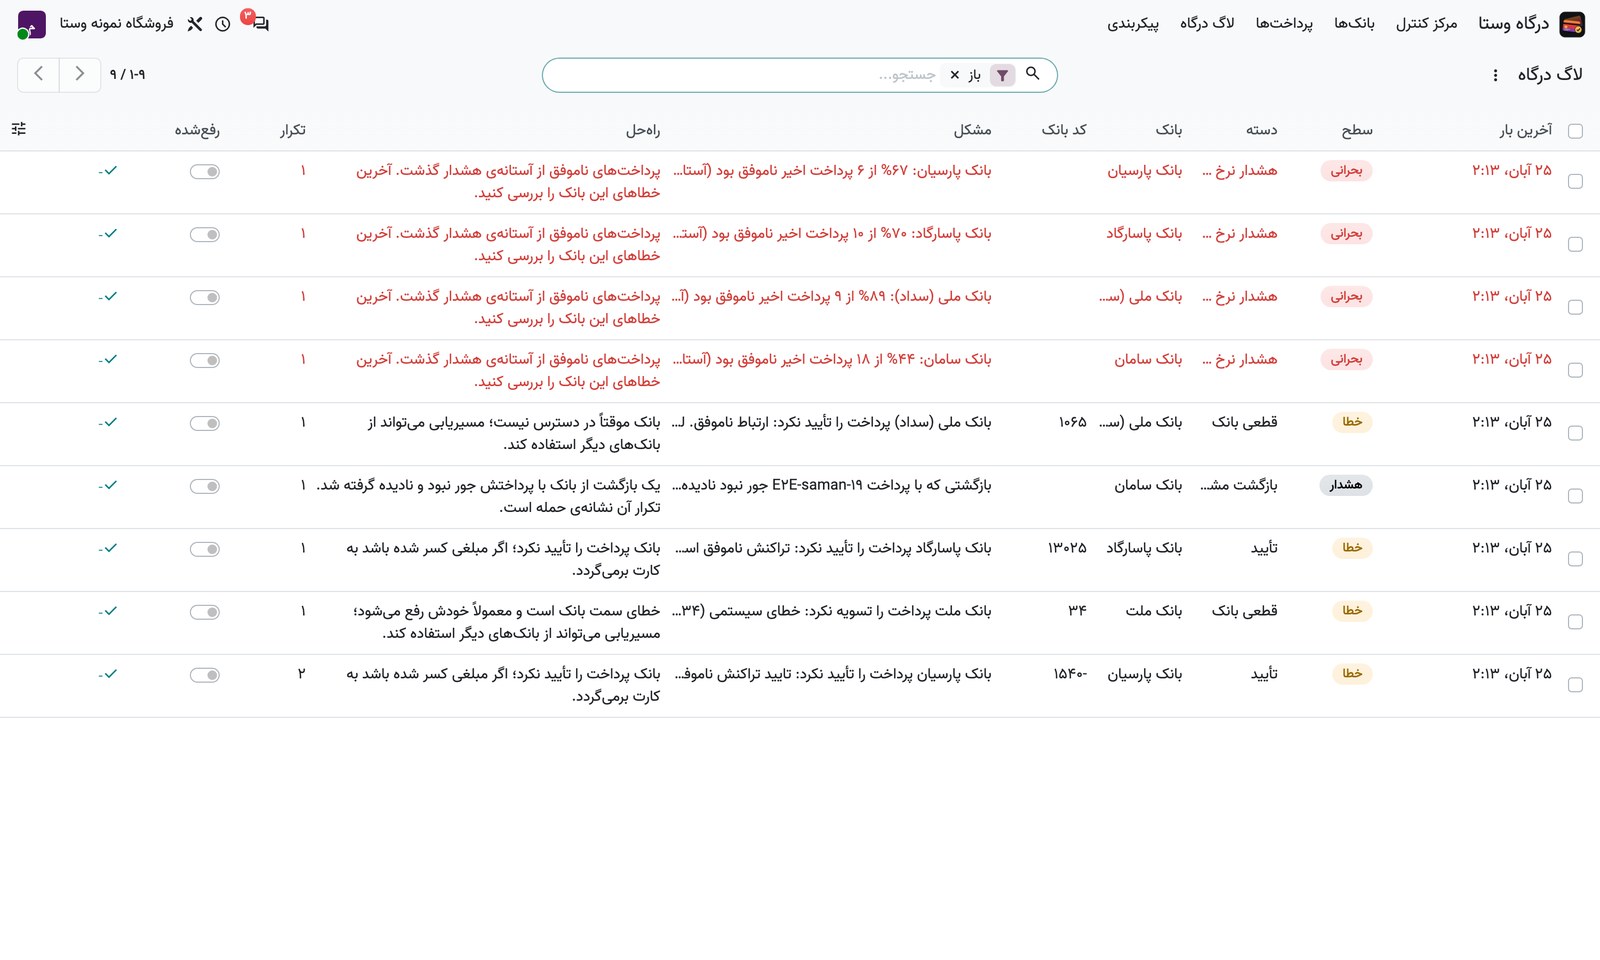 درگاه وستا
مرکز کنترل
بانک‌ها
پرداخت‌ها
لاگ درگاه
پیکربندی
۳
فروشگاه نمونه وستا
م
لاگ درگاه
باز
جستجو...
۱-۹ / ۹
آخرین بار سطح دسته بانک کد بانک مشکل راه‌حل تکرار رفع‌شده
۲۵ آبان، ۲:۱۳ بحرانی هشدار نرخ ... بانک پارسیان بانک پارسیان: ۶۷% از ۶ پرداخت اخیر ناموفق بود (آستا... پرداخت‌های ناموفق از آستانه‌ی هشدار گذشت. آخرین ۱ -
خطاهای این بانک را بررسی کنید.
۲۵ آبان، ۲:۱۳ بحرانی هشدار نرخ ... بانک پاسارگاد بانک پاسارگاد: ۷۰% از ۱۰ پرداخت اخیر ناموفق بود (آست... پرداخت‌های ناموفق از آستانه‌ی هشدار گذشت. آخرین ۱ -
خطاهای این بانک را بررسی کنید.
۲۵ آبان، ۲:۱۳ بحرانی هشدار نرخ ... بانک ملی (س... بانک ملی (سداد): ۸۹% از ۹ پرداخت اخیر ناموفق بود (آ... پرداخت‌های ناموفق از آستانه‌ی هشدار گذشت. آخرین ۱ -
خطاهای این بانک را بررسی کنید.
۲۵ آبان، ۲:۱۳ بحرانی هشدار نرخ ... بانک سامان بانک سامان: ۴۴% از ۱۸ پرداخت اخیر ناموفق بود (آستا... پرداخت‌های ناموفق از آستانه‌ی هشدار گذشت. آخرین ۱ -
خطاهای این بانک را بررسی کنید.
۲۵ آبان، ۲:۱۳ خطا قطعی بانک بانک ملی (س... ۱۰۶۵ بانک ملی (سداد) پرداخت را تأیید نکرد: ارتباط ناموفق. ل... بانک موقتاً در دسترس نیست؛ مسیریابی می‌تواند از ۱ -
بانک‌های دیگر استفاده کند.
۲۵ آبان، ۲:۱۳ هشدار بازگشت مش... بانک سامان بازگشتی که با پرداخت E۲E-saman-۱۹ جور نبود نادیده... یک بازگشت از بانک با پرداختش جور نبود و نادیده گرفته شد. ۱ -
تکرار آن نشانه‌ی حمله است.
۲۵ آبان، ۲:۱۳ خطا تأیید بانک پاسارگاد ۱۳۰۲۵ بانک پاسارگاد پرداخت را تأیید نکرد: تراکنش ناموفق اس... بانک پرداخت را تأیید نکرد؛ اگر مبلغی کسر شده باشد به ۱ -
کارت برمی‌گردد.
۲۵ آبان، ۲:۱۳ خطا قطعی بانک بانک ملت ۳۴ بانک ملت پرداخت را تسویه نکرد: خطای سیستمی (۳۴... خطای سمت بانک است و معمولاً خودش رفع می‌شود؛ ۱ -
مسیریابی می‌تواند از بانک‌های دیگر استفاده کند.
۲۵ آبان، ۲:۱۳ خطا تأیید بانک پارسیان ۱۵۴۰- بانک پارسیان پرداخت را تأیید نکرد: تایید تراکنش ناموف... بانک پرداخت را تأیید نکرد؛ اگر مبلغی کسر شده باشد به ۲ -
کارت برمی‌گردد.